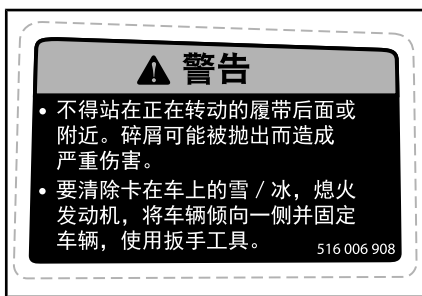 警告
• 不得站在正在转动的履带后面或
附近。碎屑可能被抛出而造成
严重伤害。
• 要清除卡在车上的雪 / 冰，熄火
发动机，将车辆倾向一侧并固定
车辆，使用扳手工具。
516 006 908